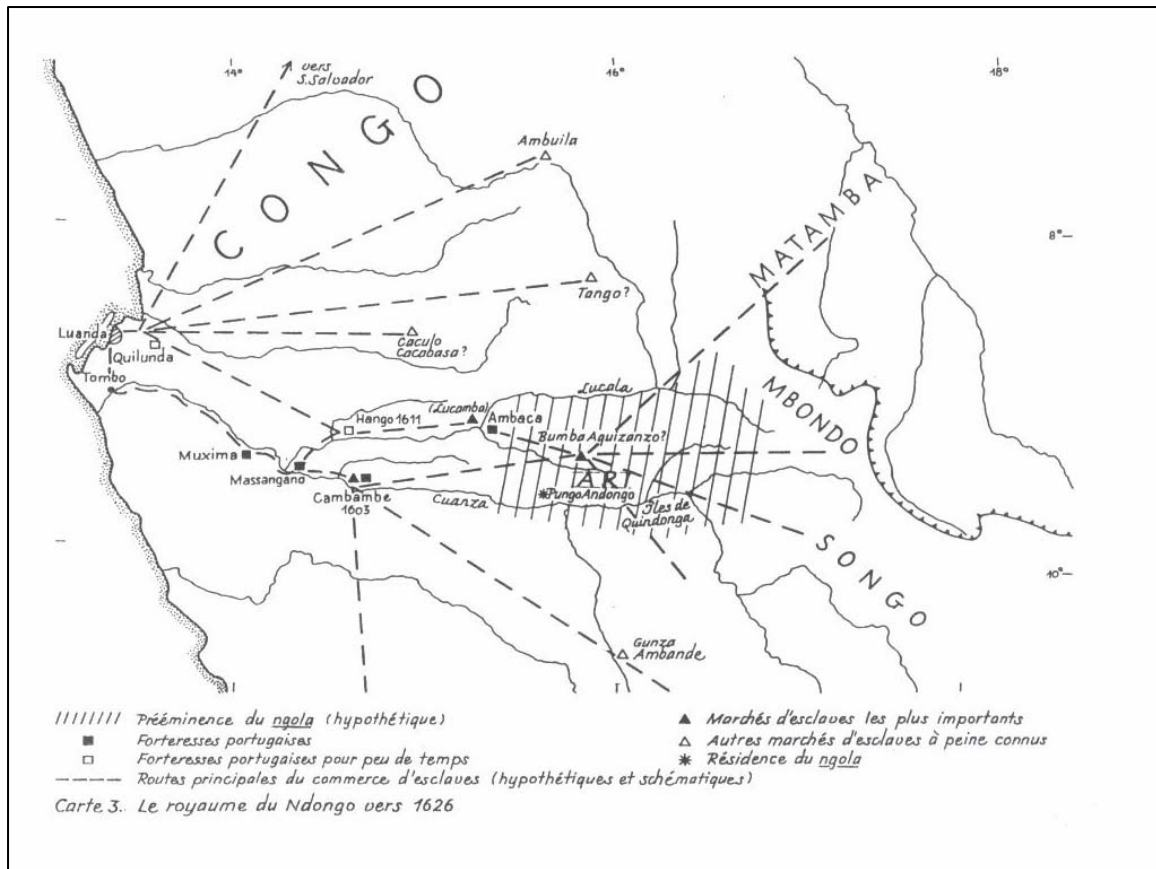 14°
16°
18°
vers
S.Salvador
CONGO
Ambuila
MATAMBA
8°
Tango?
Luanda
Quilunda
Caculo
Cacobasa?
Tombo
Lucala
MBONDO
(Lucamba)
Hango 1611
Ambaca
Bumba Aquizanzo?
Muxima
Massangano
ARI
Pungo Andongo
Cambambe
1603
Cuanza
Îles de
Quindonga
SONGO
10°
Gunza
Ambande
Prééminence du ngola (hypothétique)
Forteresses portugaises
Forteresses portugaises pour peu de temps
Routes principales du commerce d'esclaves (hypothétiques et schématiques)
Marchés d'esclaves les plus importants
Autres marchés d'esclaves à peine connus
Résidence du ngola
Carte 3. Le royaume du Ndongo vers 1626